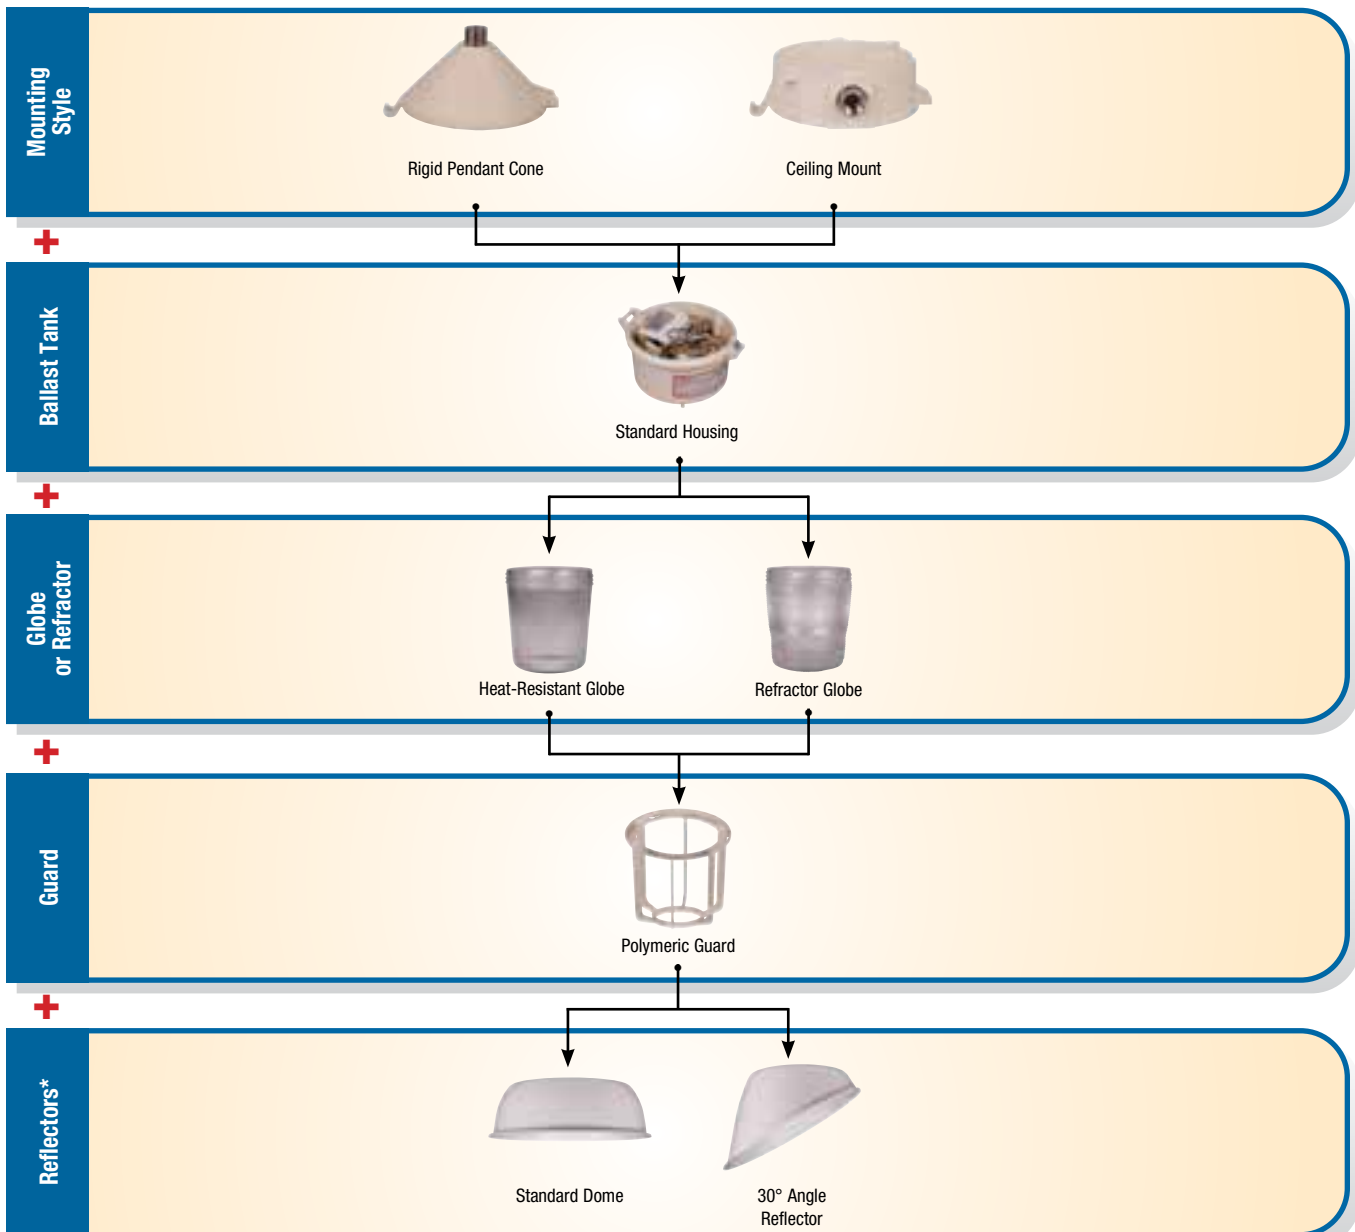 Mounting
Style
Rigid Pendant Cone
Ceiling Mount
+
Ballast Tank
Standard Housing
+
Globe
or Refractor
Heat-Resistant Globe
Refractor Globe
+
Guard
Polymeric Guard
+
Reflectors*
Standard Dome
30° Angle
Reflector